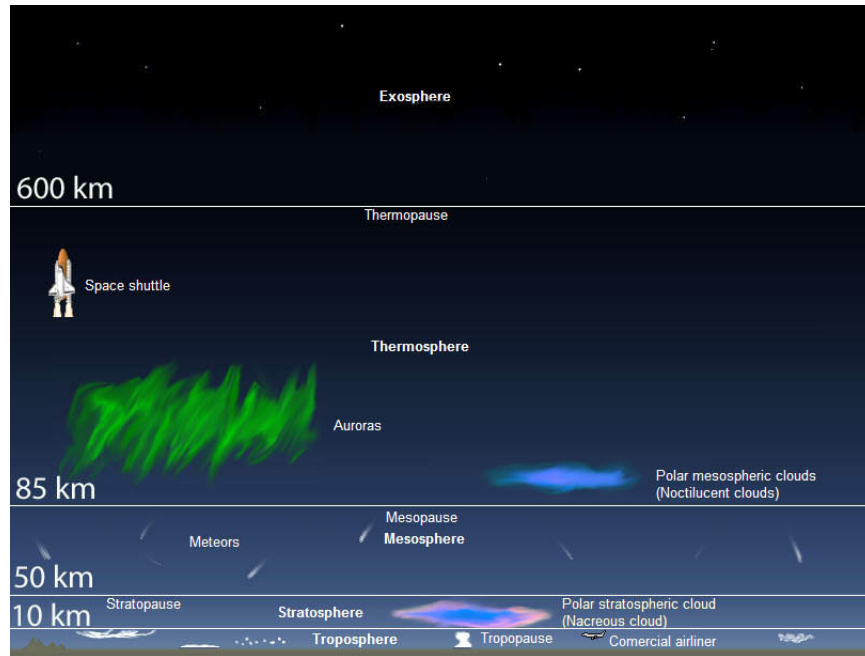 Exosphere
600 km
Thermopause
Space shuttle
Thermosphere
Auroras
Polar mesospheric clouds
(Noctilucent clouds)
85 km
Mesopause
Meteors
Mesosphere
50 km
Stratopause
Polar stratospheric cloud
(Nacreous cloud)
Stratosphere
10 km
Troposphere
Tropopause
Comercial airliner